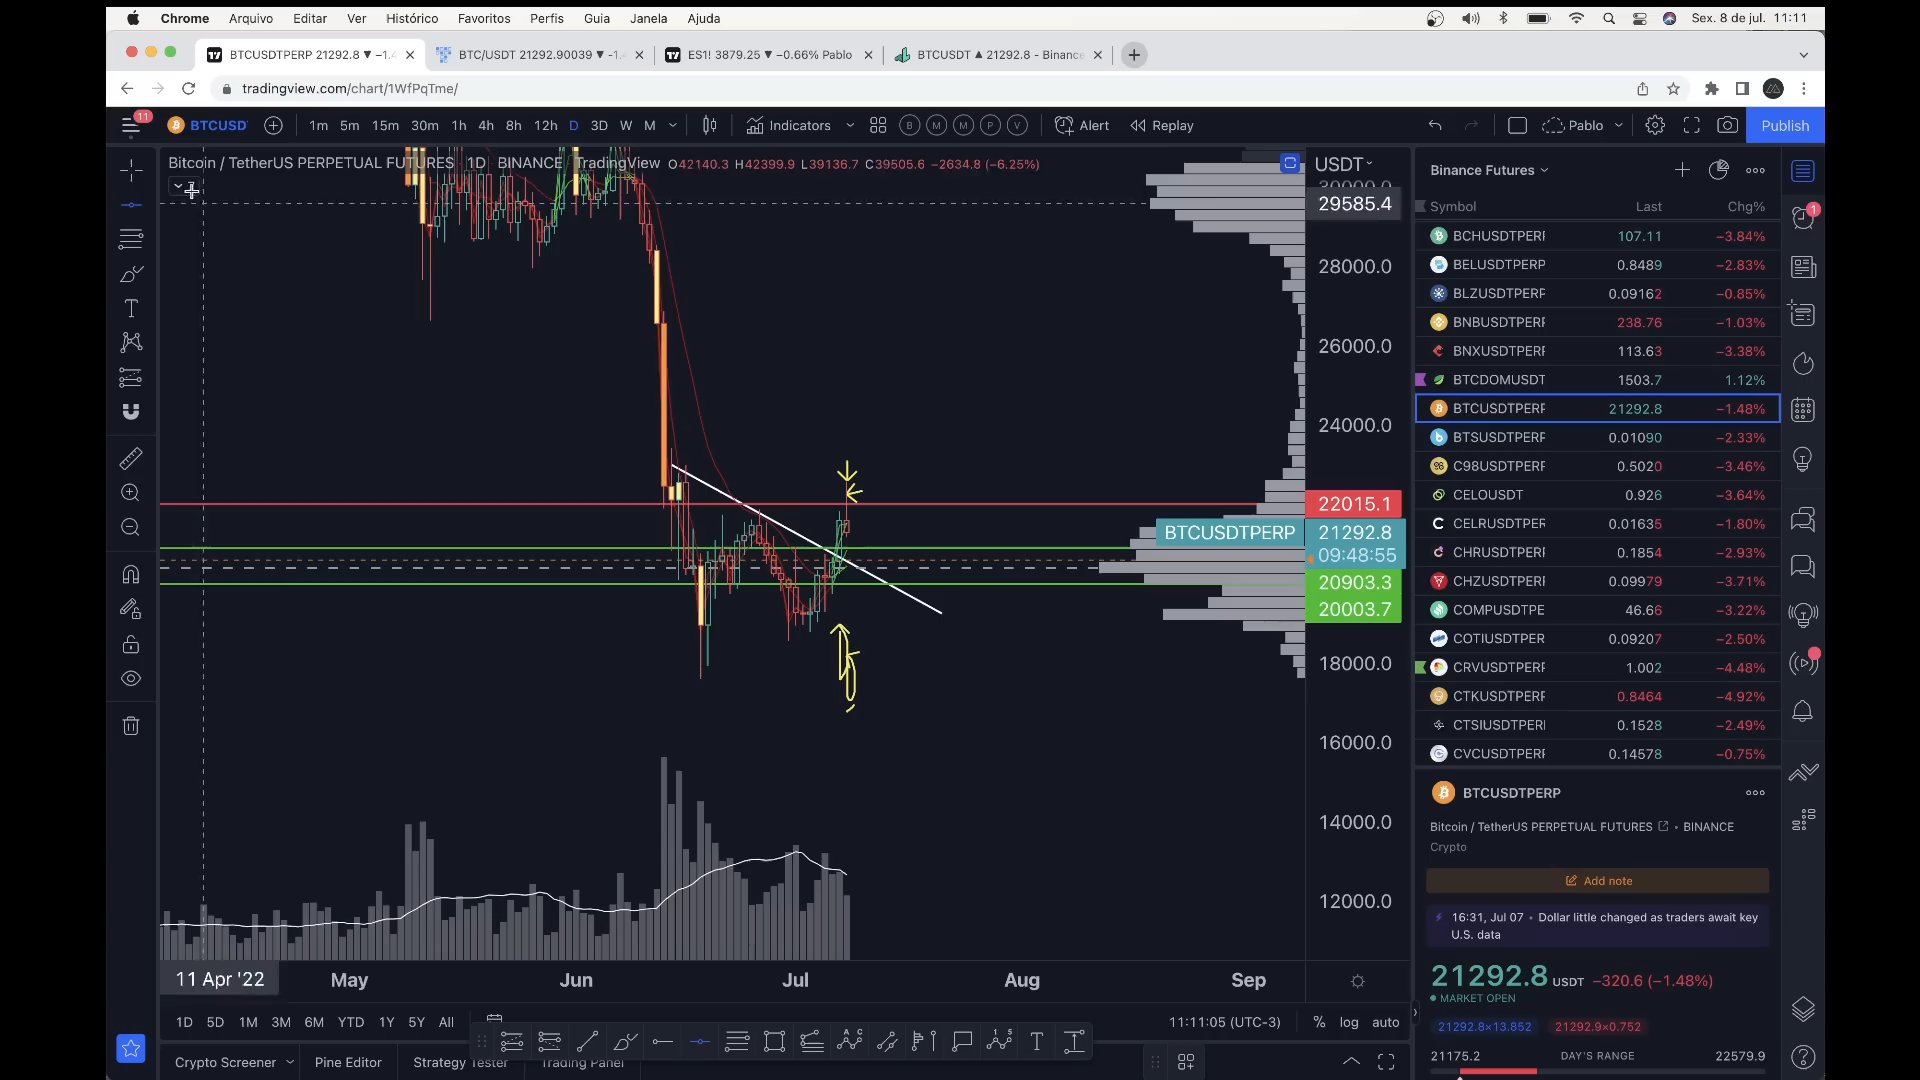 Chrome Arquivo Editar Ver Histórico Favoritos Perfis Guia Janela Ajuda Sex. 8 de jul. 11:11
BTCUSDTPERP 21292.8 ▼ −1.4 BTC/USDT 21292.90039 ▼ -1. ES1! 3879.25 ▼ −0.66% Pablo BTCUSDT ▲ 21292.8 - Binance
tradingview.com/chart/1WfPqTme/
11
BTCUSD 1m 5m 15m 30m 1h 4h 8h 12h D 3D W M Indicators B M M P V Alert Replay Pablo Publish
Bitcoin / TetherUS PERPETUAL FUTURES 1D BINANCE TradingView O42140.3 H42399.9 L39136.7 C39505.6 −2634.8 (−6.25%)
USDT
30000.0
29585.4
28000.0
26000.0
24000.0
22015.1
BTCUSDTPERP 21292.8
09:48:55
20903.3
20003.7
18000.0
16000.0
14000.0
12000.0
11 Apr '22 May Jun Jul Aug Sep
1D 5D 1M 3M 6M YTD 1Y 5Y All 11:11:05 (UTC-3) % log auto
Crypto Screener Pine Editor Strategy Tester Trading Panel
Binance Futures
Symbol Last Chg%
1
BCHUSDTPERP 107.11 −3.84%
BELUSDTPERP 0.8489 −2.83%
BLZUSDTPERP 0.09162 −0.85%
BNBUSDTPERP 238.76 −1.03%
BNXUSDTPERP 113.63 −3.38%
BTCDOMUSDT 1503.7 1.12%
BTCUSDTPERP 21292.8 −1.48%
BTSUSDTPERP 0.01090 −2.33%
C98USDTPERP 0.5020 −3.46%
CELOUSDT 0.926 −3.64%
CELRUSDTPERP 0.01635 −1.80%
CHRUSDTPERP 0.1854 −2.93%
CHZUSDTPERP 0.09979 −3.71%
COMPUSDTPE 46.66 −3.22%
COTIUSDTPER 0.09207 −2.50%
CRVUSDTPERP 1.002 −4.48%
CTKUSDTPERP 0.8464 −4.92%
CTSIUSDTPERI 0.1528 −2.49%
CVCUSDTPERP 0.14578 −0.75%
BTCUSDTPERP
Bitcoin / TetherUS PERPETUAL FUTURES • BINANCE
Crypto
Add note
16:31, Jul 07 • Dollar little changed as traders await key
U.S. data
21292.8 USDT −320.6 (−1.48%)
MARKET OPEN
21292.8×13.852 21292.9×0.752
21175.2 DAY'S RANGE 22579.9